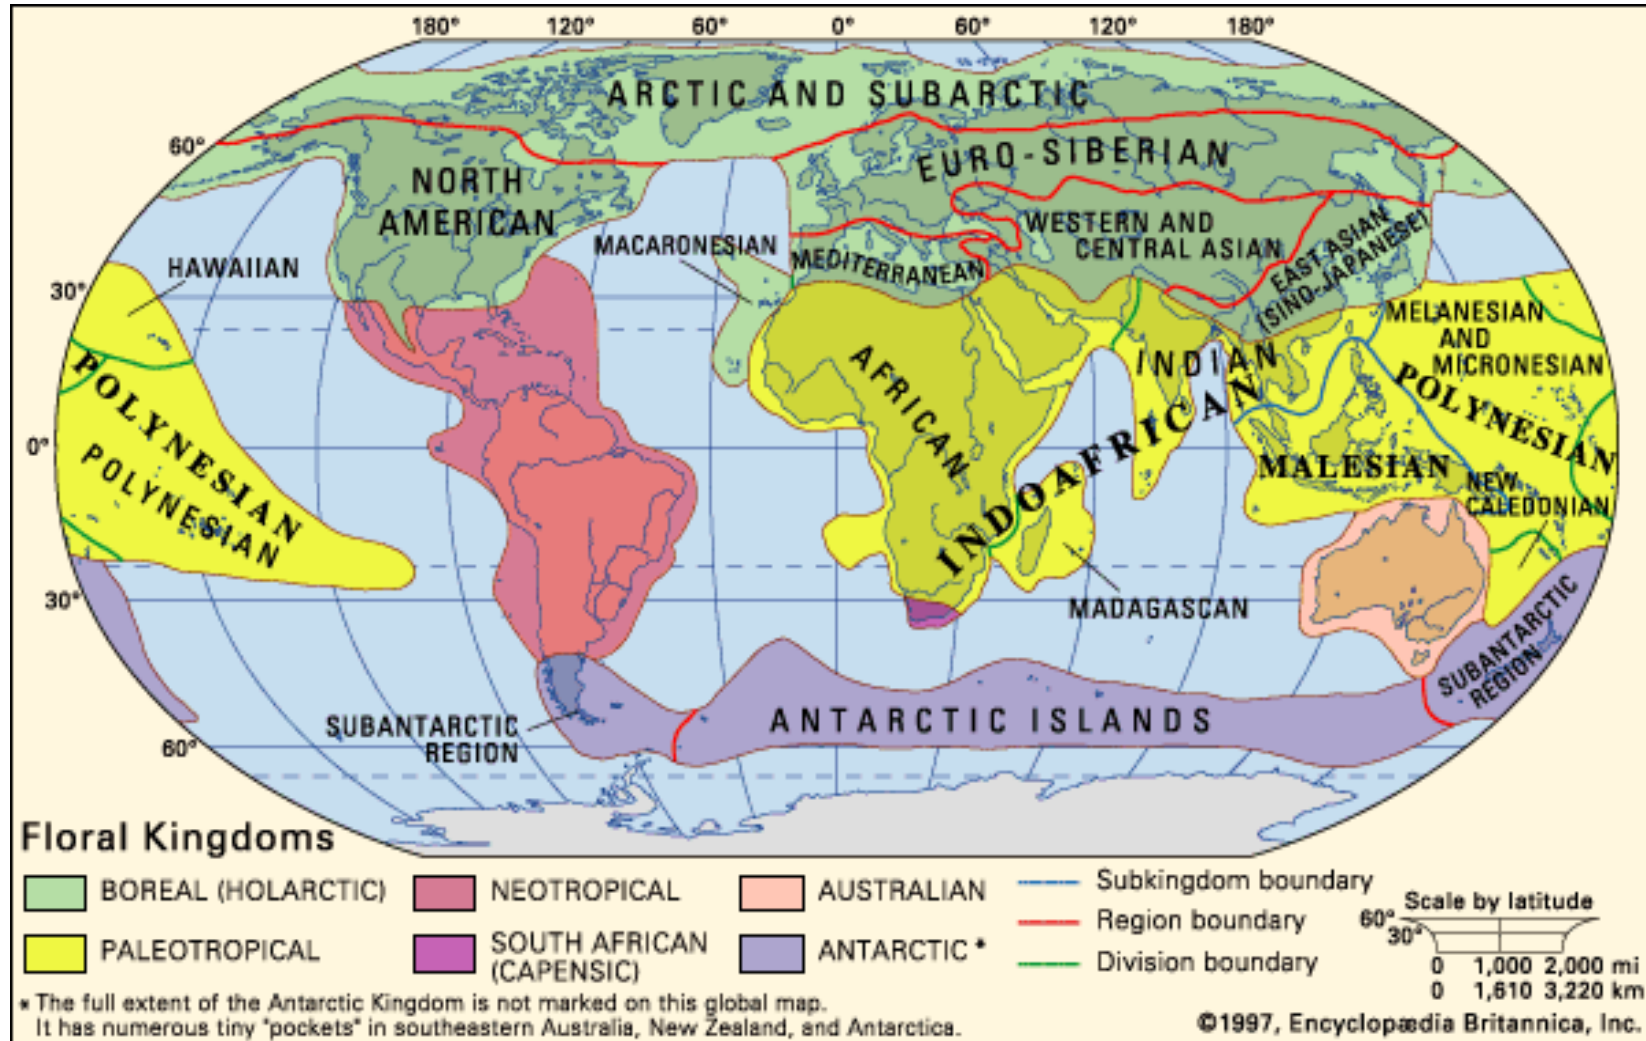 180° 120° 60° 0° 60° 120° 180°
ARCTIC AND SUBARCTIC
60°
EURO-SIBERIAN
NORTH
AMERICAN
WESTERN AND
CENTRAL ASIAN
EAST ASIAN
(SINO-JAPANESE)
MACARONESIAN
MEDITERRANEAN
HAWAIIAN
30°
MELANESIAN
AND
MICRONESIAN
INDIAN
AFRICAN
POLYNESIAN
POLYNESIAN
0°
POLYNESIAN
INDOAFRICAN
MALESIAN
NEW
CALEDONIAN
30°
MADAGASCAN
SUBANTARCTIC
REGION
SUBANTARCTIC
REGION
ANTARCTIC ISLANDS
60°
Floral Kingdoms
BOREAL (HOLARCTIC)
NEOTROPICAL
AUSTRALIAN
PALEOTROPICAL
SOUTH AFRICAN
(CAPENSIC)
ANTARCTIC *
Subkingdom boundary
Region boundary
Division boundary
Scale by latitude
60°
30°
0 1,000 2,000 mi
0 1,610 3,220 km
* The full extent of the Antarctic Kingdom is not marked on this global map.
It has numerous tiny "pockets" in southeastern Australia, New Zealand, and Antarctica.
©1997, Encyclopædia Britannica, Inc.